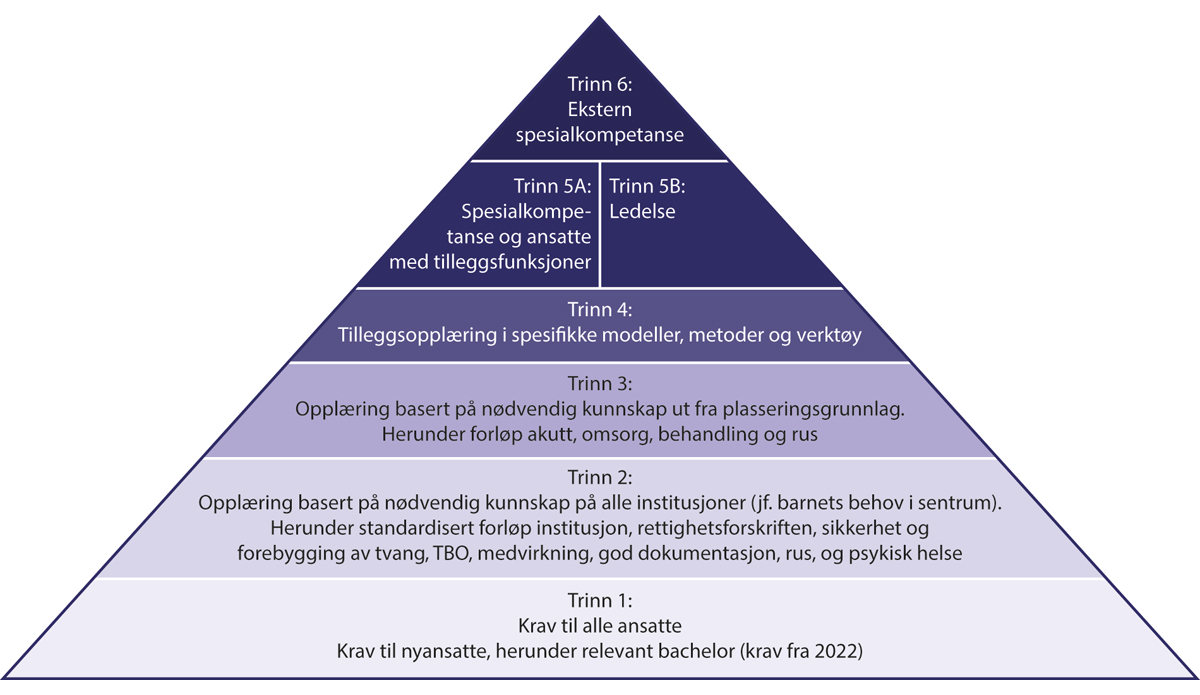 Trinn 6:
Ekstern
spesialkompetanse
Trinn 5A:
Spesialkompe-
tanse og ansatte
med tilleggsfunksjoner
Trinn 5B:
Ledelse
Trinn 4:
Tilleggsopplæring i spesifikke modeller, metoder og verktøy
Trinn 3:
Opplæring basert på nødvendig kunnskap ut fra plasseringsgrunnlag.
Herunder forløp akutt, omsorg, behandling og rus
Trinn 2:
Opplæring basert på nødvendig kunnskap på alle institusjoner (jf. barnets behov i sentrum).
Herunder standardisert forløp institusjon, rettighetsforskriften, sikkerhet og
forebygging av tvang, TBO, medvirkning, god dokumentasjon, rus, og psykisk helse
Trinn 1:
Krav til alle ansatte
Krav til nyansatte, herunder relevant bachelor (krav fra 2022)